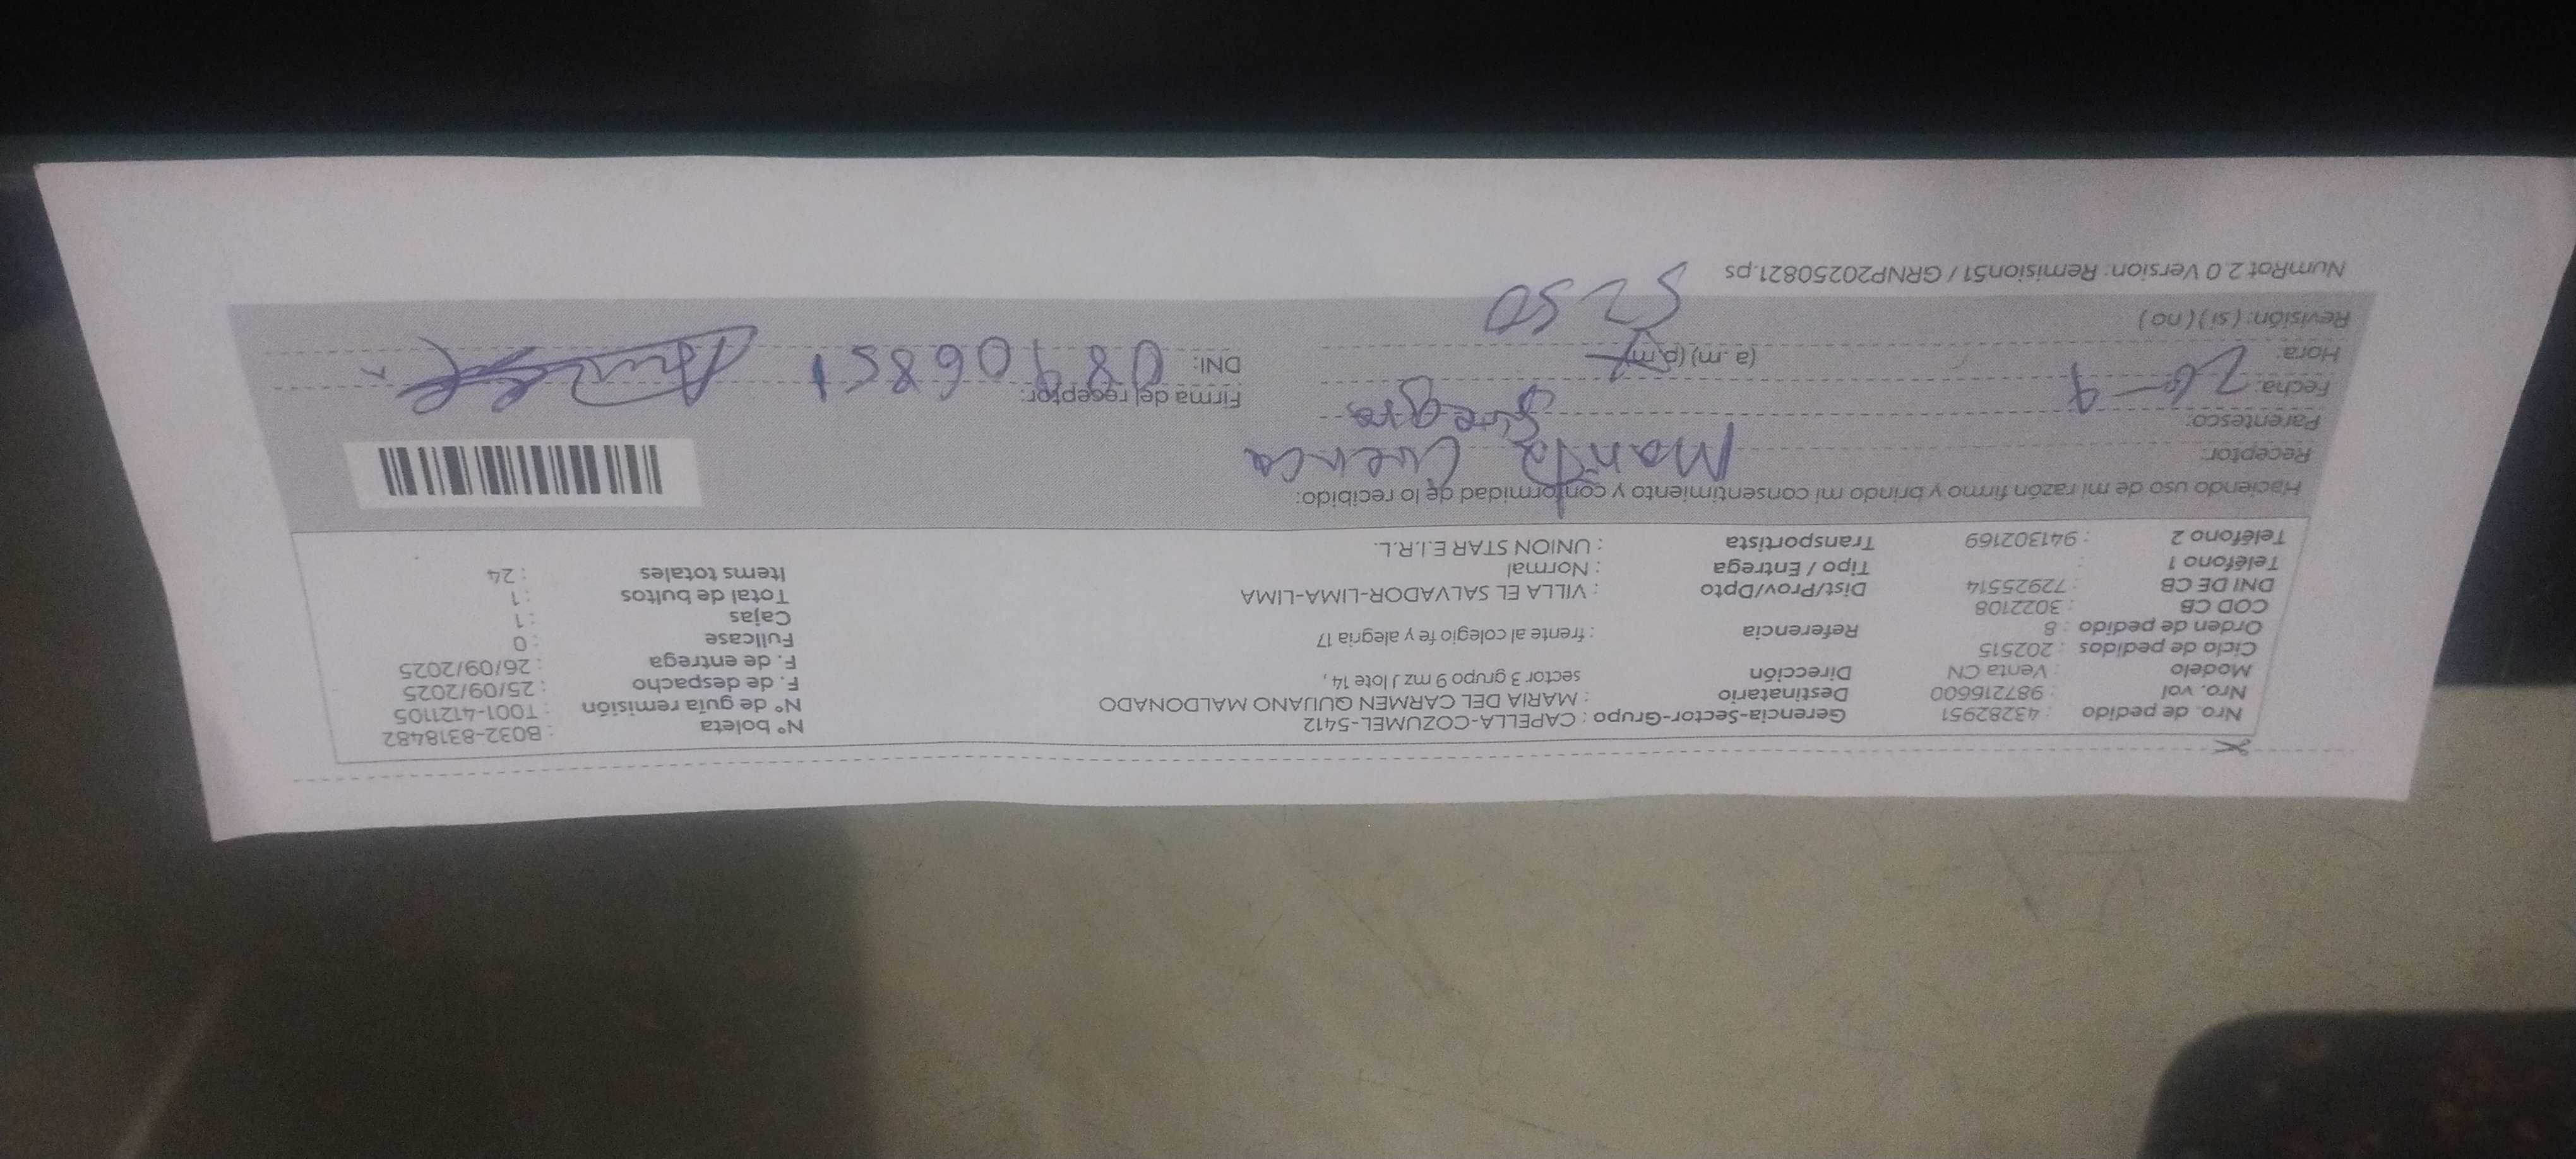 Nro. de pedido : 43282951 Gerencia-Sector-Grupo : CAPELLA-COZUMEL-5412 N° boleta : B032-8318482
Nro. vol : 987216600 Destinatario : MARIA DEL CARMEN QUIJANO MALDONADO N° de guía remisión : T001-4121105
Modelo : Venta CN Dirección sector 3 grupo 9 mz J lote 14 , F. de despacho : 25/09/2025
Ciclo de pedidos : 202515 F. de entrega : 26/09/2025
Orden de pedido : 8 Referencia : frente al colegio fe y alegria 17 Fullcase : 0
COD CB : 3022108 Cajas : 1
DNI DE CB : 72925514 Dist/Prov/Dpto : VILLA EL SALVADOR-LIMA-LIMA Total de bultos : 1
Teléfono 1 : Tipo / Entrega : Normal Items totales : 24
Teléfono 2 : 941302169 Transportista : UNION STAR E.I.R.L.
Haciendo uso de mi razón firmo y brindo mi consentimiento y conformidad de lo recibido:
Receptor: Maritza Cuenca
Parentesco: Suegra
Fecha: 26-9 Firma del receptor:
Hora: (a. m) (p.m) DNI: 08906851
Revisión: ( si ) ( no ) 5250
NumRot 2.0 Version: Remision51 / GRNP20250821.ps